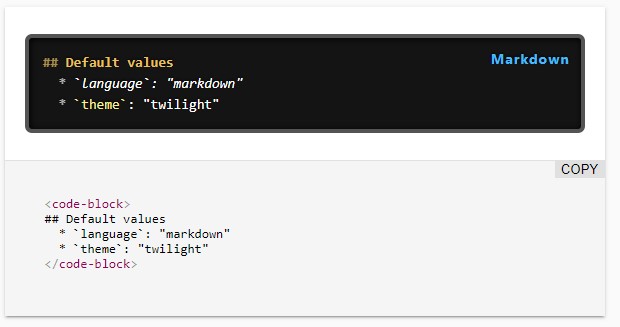 Markdown
## Default values
  * `language`: "markdown"
  * `theme`: "twilight"
COPY
<code-block>
## Default values
  * `language`: "markdown"
  * `theme`: "twilight"
</code-block>